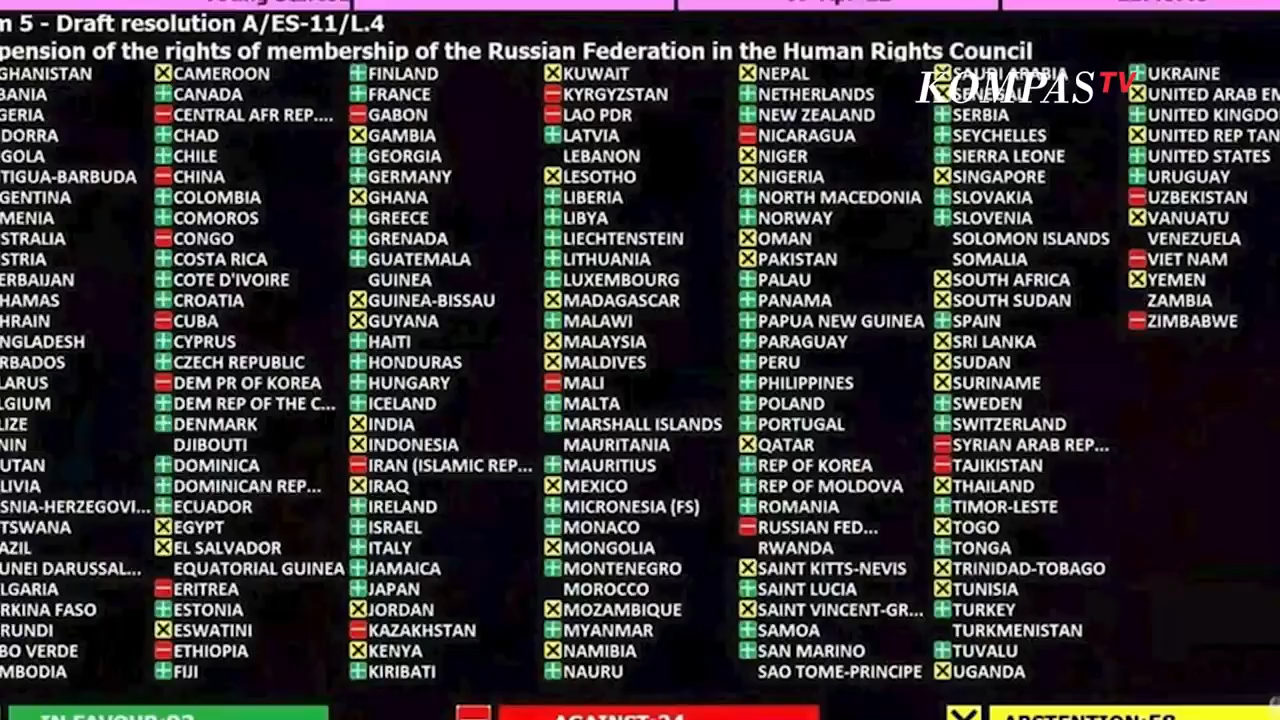 m 5 - Draft resolution A/ES-11/L.4
pension of the rights of membership of the Russian Federation in the Human Rights Council
GHANISTAN
BANIA
GERIA
DORRA
GOLA
TIGUA-BARBUDA
GENTINA
MENIA
STRALIA
STRIA
ERBAIJAN
HAMAS
HRAIN
NGLADESH
RBADOS
LARUS
LGIUM
LIZE
NIN
UTAN
LIVIA
SNIA-HERZEGOVI...
TSWANA
AZIL
UNEI DARUSSAL...
LGARIA
RKINA FASO
RUNDI
BO VERDE
MBODIA
CAMEROON
CANADA
CENTRAL AFR REP....
CHAD
CHILE
CHINA
COLOMBIA
COMOROS
CONGO
COSTA RICA
COTE D'IVOIRE
CROATIA
CUBA
CYPRUS
CZECH REPUBLIC
DEM PR OF KOREA
DEM REP OF THE C...
DENMARK
DJIBOUTI
DOMINICA
DOMINICAN REP...
ECUADOR
EGYPT
EL SALVADOR
EQUATORIAL GUINEA
ERITREA
ESTONIA
ESWATINI
ETHIOPIA
FIJI
FINLAND
FRANCE
GABON
GAMBIA
GEORGIA
GERMANY
GHANA
GREECE
GRENADA
GUATEMALA
GUINEA
GUINEA-BISSAU
GUYANA
HAITI
HONDURAS
HUNGARY
ICELAND
INDIA
INDONESIA
IRAN (ISLAMIC REP...
IRAQ
IRELAND
ISRAEL
ITALY
JAMAICA
JAPAN
JORDAN
KAZAKHSTAN
KENYA
KIRIBATI
KUWAIT
KYRGYZSTAN
LAO PDR
LATVIA
LEBANON
LESOTHO
LIBERIA
LIBYA
LIECHTENSTEIN
LITHUANIA
LUXEMBOURG
MADAGASCAR
MALAWI
MALAYSIA
MALDIVES
MALI
MALTA
MARSHALL ISLANDS
MAURITANIA
MAURITIUS
MEXICO
MICRONESIA (FS)
MONACO
MONGOLIA
MONTENEGRO
MOROCCO
MOZAMBIQUE
MYANMAR
NAMIBIA
NAURU
NEPAL
NETHERLANDS
NEW ZEALAND
NICARAGUA
NIGER
NIGERIA
NORTH MACEDONIA
NORWAY
OMAN
PAKISTAN
PALAU
PANAMA
PAPUA NEW GUINEA
PARAGUAY
PERU
PHILIPPINES
POLAND
PORTUGAL
QATAR
REP OF KOREA
REP OF MOLDOVA
ROMANIA
RUSSIAN FED...
RWANDA
SAINT KITTS-NEVIS
SAINT LUCIA
SAINT VINCENT-GR...
SAMOA
SAN MARINO
SAO TOME-PRINCIPE
KOMPAS TV
SERBIA
SEYCHELLES
SIERRA LEONE
SINGAPORE
SLOVAKIA
SLOVENIA
SOLOMON ISLANDS
SOMALIA
SOUTH AFRICA
SOUTH SUDAN
SPAIN
SRI LANKA
SUDAN
SURINAME
SWEDEN
SWITZERLAND
SYRIAN ARAB REP...
TAJIKISTAN
THAILAND
TIMOR-LESTE
TOGO
TONGA
TRINIDAD-TOBAGO
TUNISIA
TURKEY
TURKMENISTAN
TUVALU
UGANDA
UKRAINE
UNITED ARAB EM
UNITED KINGDO
UNITED REP TAN
UNITED STATES
URUGUAY
UZBEKISTAN
VANUATU
VENEZUELA
VIET NAM
YEMEN
ZAMBIA
ZIMBABWE
IN FAVOUR:93
AGAINST:24
ABSTENTION:58